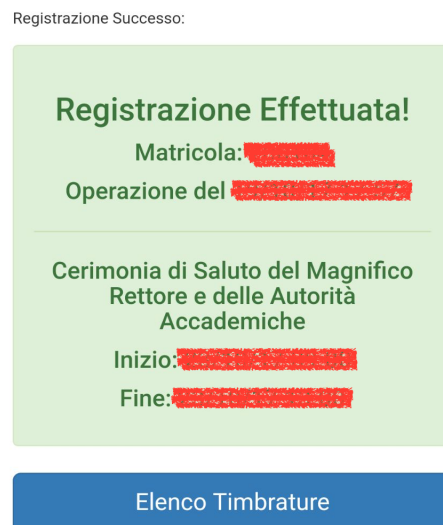 Registrazione Successo:
Registrazione Effettuata!
Matricola:
Operazione del
Cerimonia di Saluto del Magnifico
Rettore e delle Autorità
Accademiche
Inizio:
Fine:
Elenco Timbrature